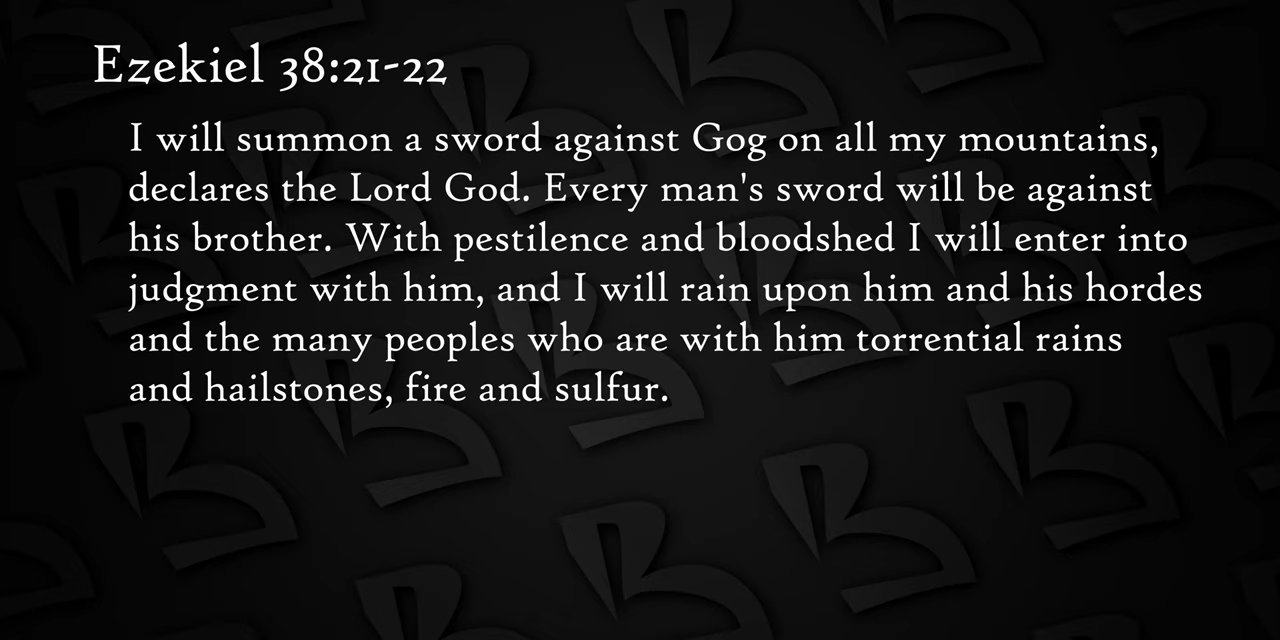 Ezekiel 38:21-22
I will summon a sword against Gog on all my mountains,
declares the Lord God. Every man's sword will be against
his brother. With pestilence and bloodshed I will enter into
judgment with him, and I will rain upon him and his hordes
and the many peoples who are with him torrential rains
and hailstones, fire and sulfur.